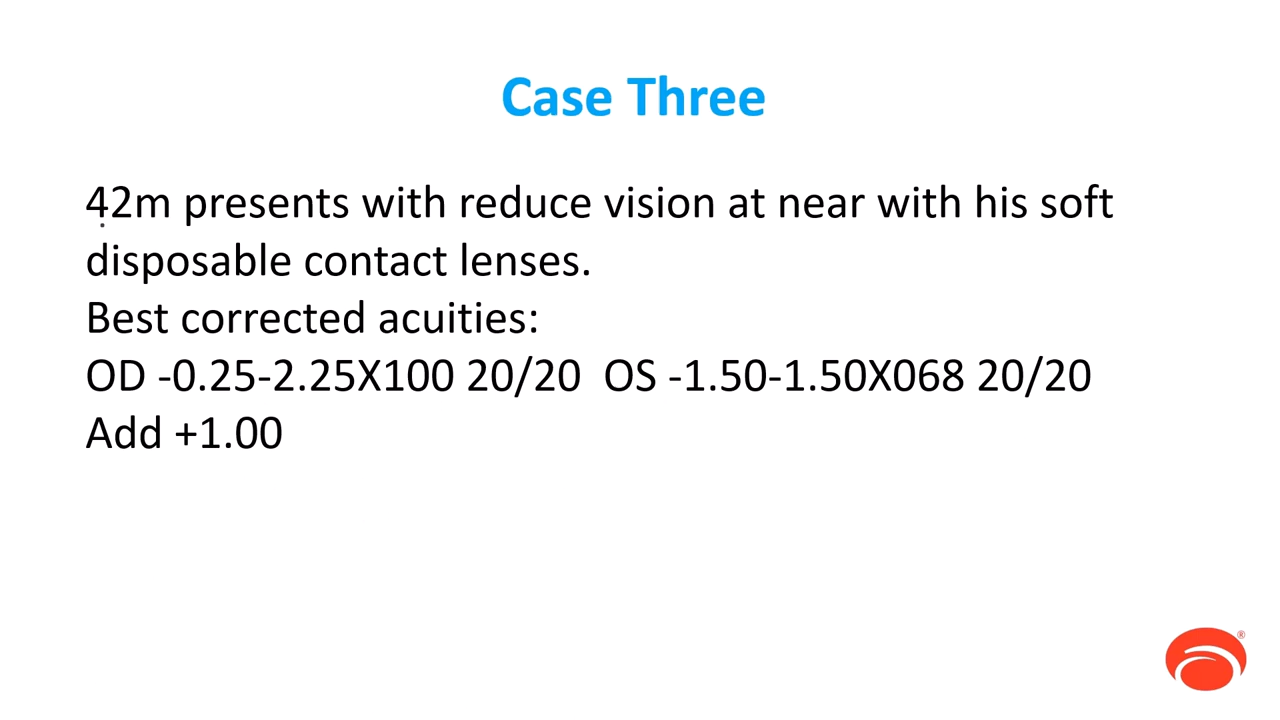 Case Three
42m presents with reduce vision at near with his soft
disposable contact lenses.
Best corrected acuities:
OD -0.25-2.25X100 20/20 OS -1.50-1.50X068 20/20
Add +1.00
®